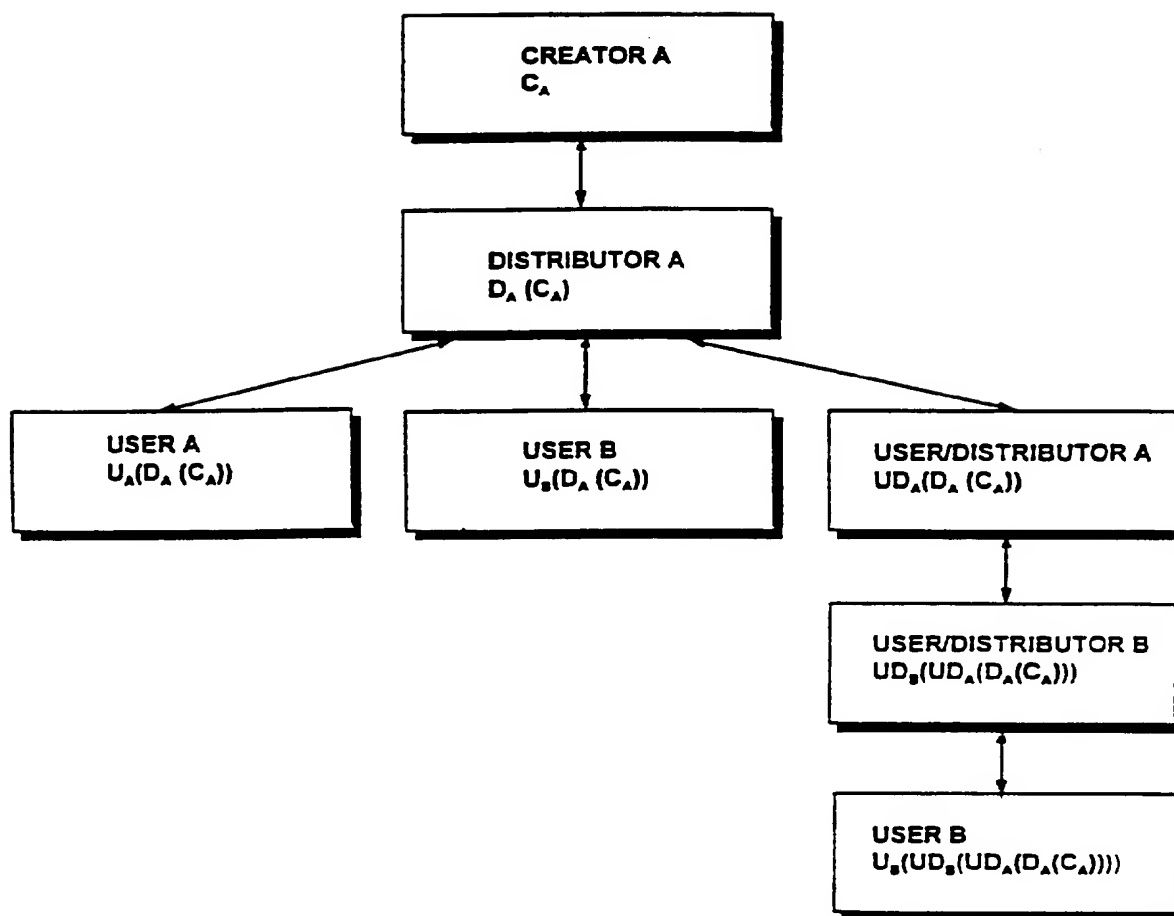 CREATOR A
C_A
DISTRIBUTOR A
D_A (C_A)
USER A
U_A(D_A (C_A))
USER B
U_B(D_A (C_A))
USER/DISTRIBUTOR A
UD_A(D_A (C_A))
USER/DISTRIBUTOR B
UD_B(UD_A(D_A(C_A)))
USER B
U_B(UD_B(UD_A(D_A(C_A))))